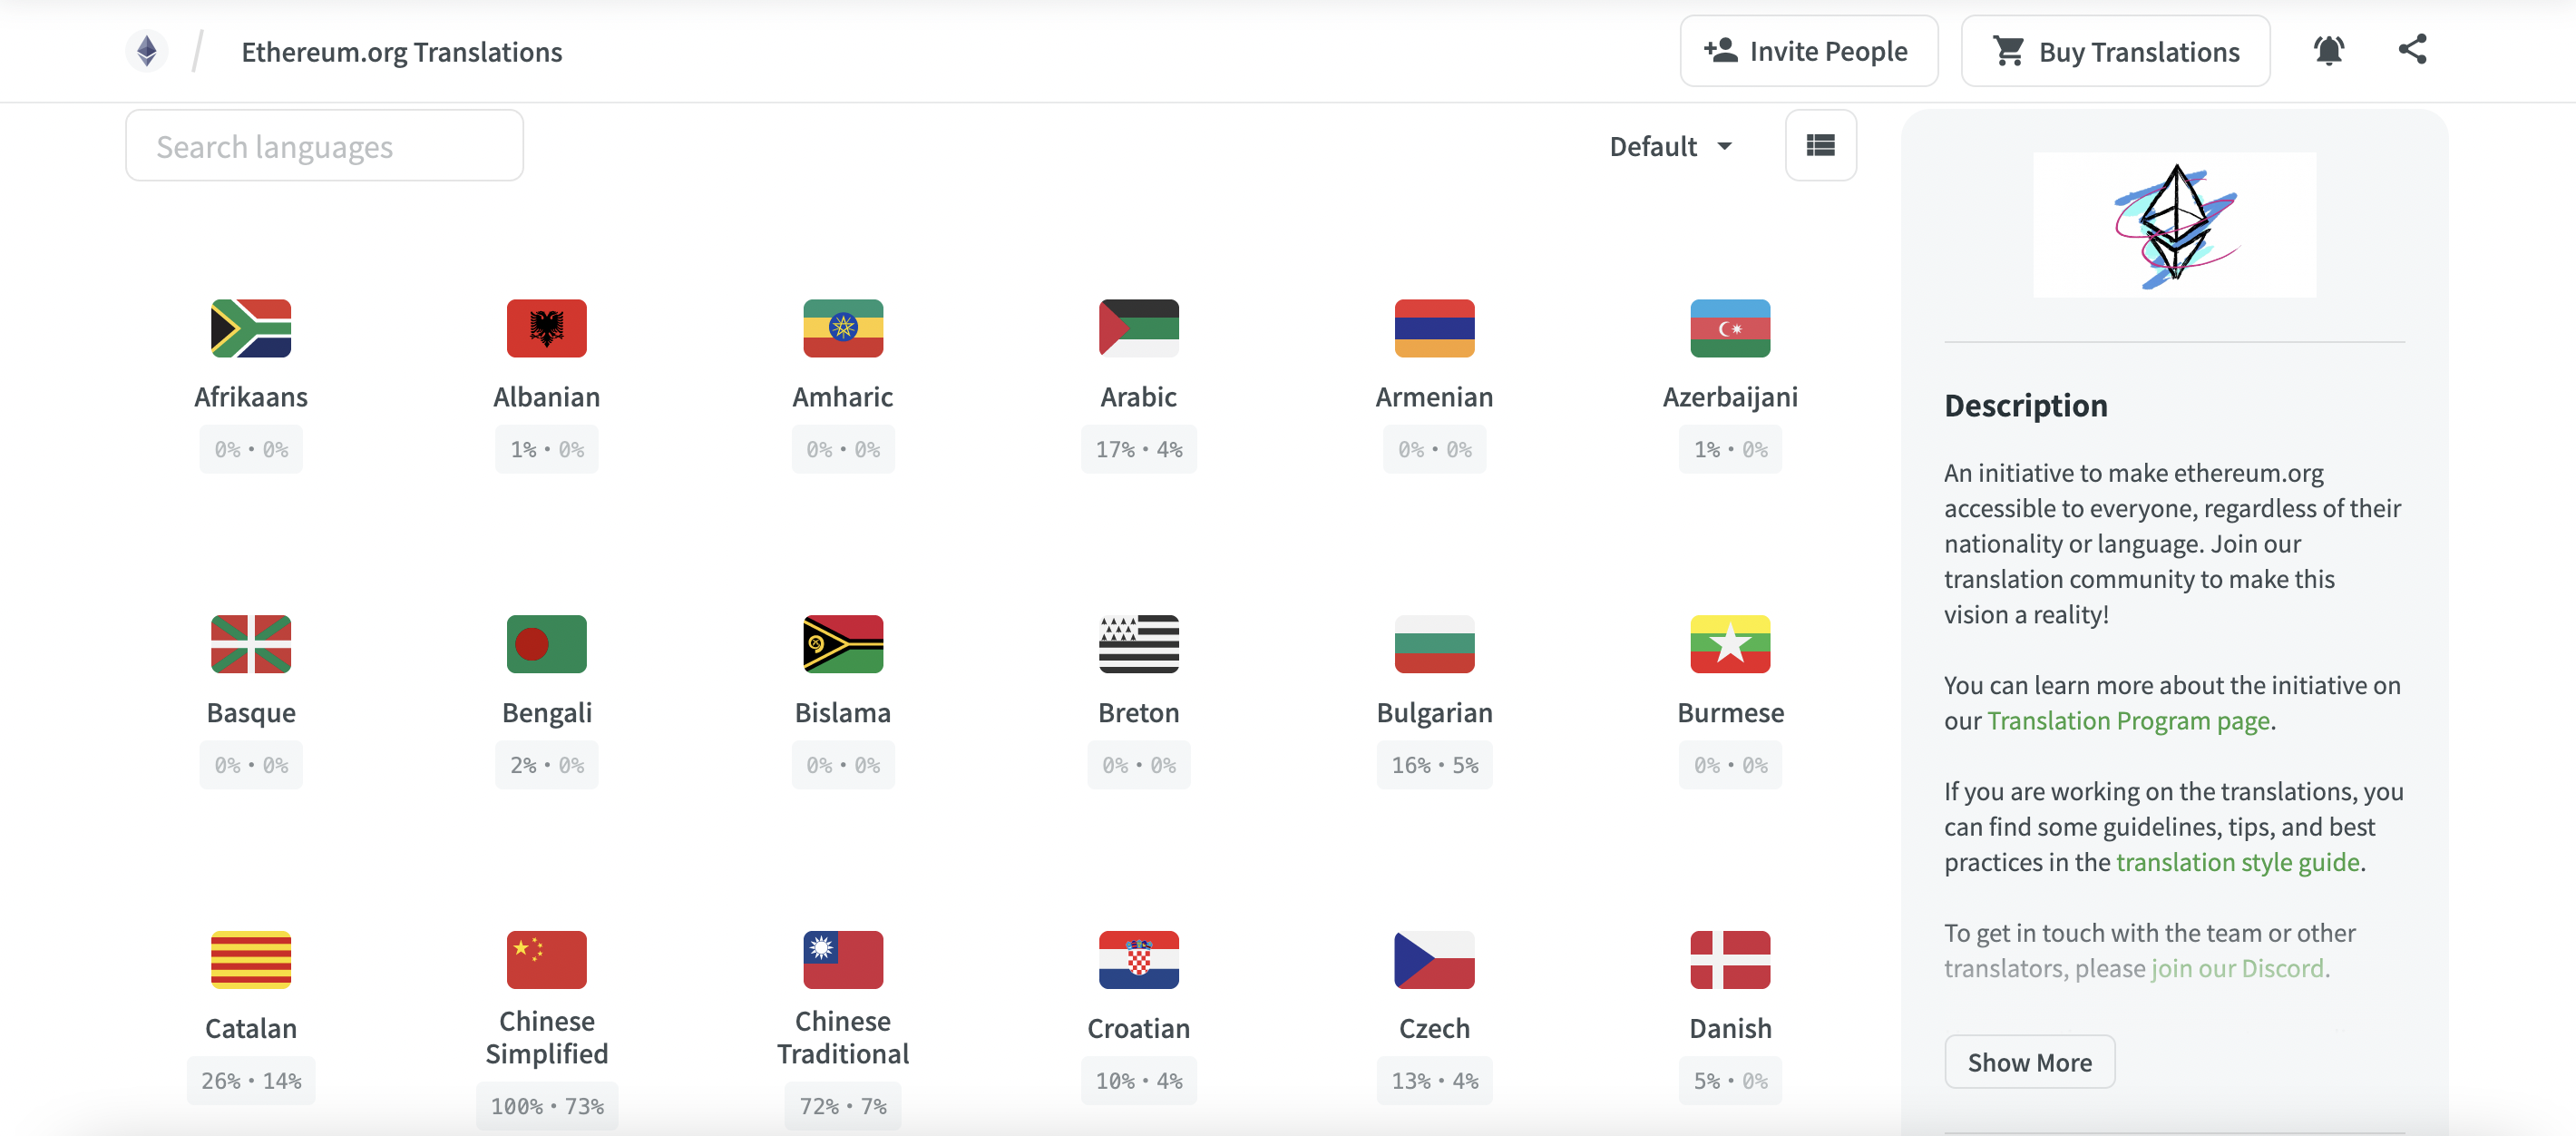 Ethereum.org Translations
Invite People
Buy Translations
Search languages
Default
Afrikaans
0% • 0%
Albanian
1% • 0%
Amharic
0% • 0%
Arabic
17% • 4%
Armenian
0% • 0%
Azerbaijani
1% • 0%
Basque
0% • 0%
Bengali
2% • 0%
Bislama
0% • 0%
Breton
0% • 0%
Bulgarian
16% • 5%
Burmese
0% • 0%
Catalan
26% • 14%
Chinese
Simplified
100% • 73%
Chinese
Traditional
72% • 7%
Croatian
10% • 4%
Czech
13% • 4%
Danish
5% • 0%
Description
An initiative to make ethereum.org
accessible to everyone, regardless of their
nationality or language. Join our
translation community to make this
vision a reality!
You can learn more about the initiative on
our Translation Program page.
If you are working on the translations, you
can find some guidelines, tips, and best
practices in the translation style guide.
To get in touch with the team or other
translators, please join our Discord.
Show More